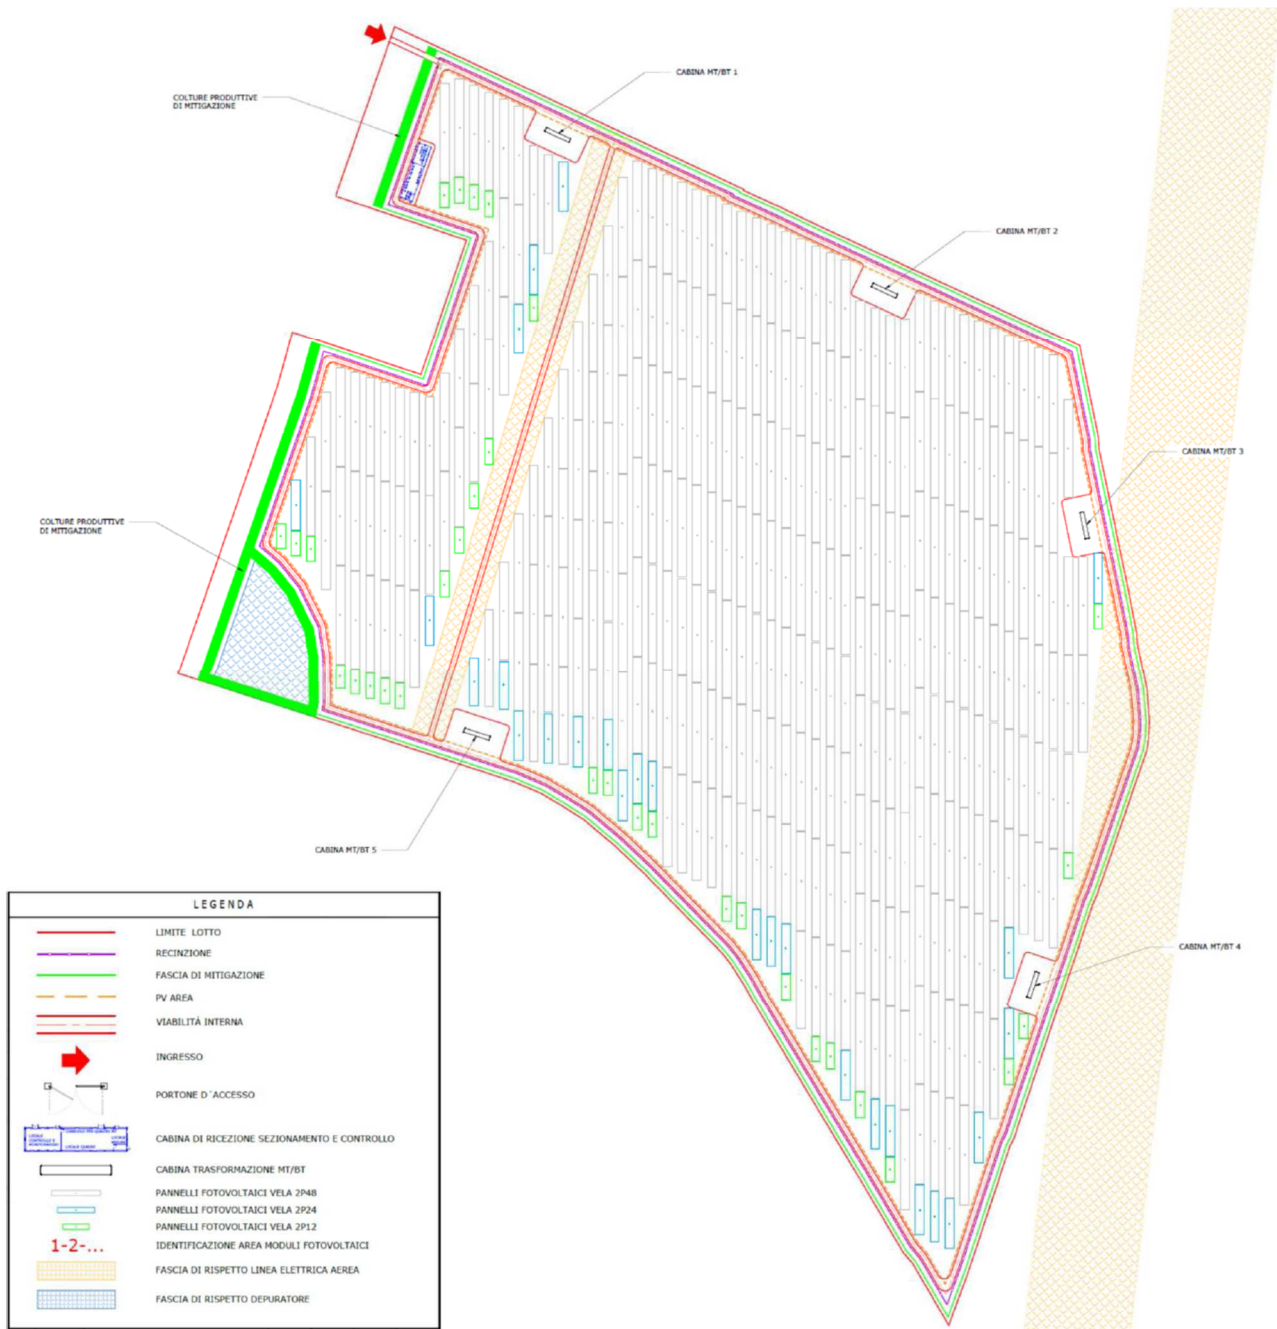 CABINA MT/BT 1
COLTURE PRODUTTIVE
DI MITIGAZIONE
CABINA MT/BT 2
CABINA MT/BT 3
COLTURE PRODUTTIVE
DI MITIGAZIONE
CABINA MT/BT 5
CABINA MT/BT 4
LEGENDA
LIMITE LOTTO
RECINZIONE
FASCIA DI MITIGAZIONE
PV AREA
VIABILITÀ INTERNA
INGRESSO
PORTONE D'ACCESSO
CABINA DI RICEZIONE SEZIONAMENTO E CONTROLLO
CABINA TRASFORMAZIONE MT/BT
PANNELLI FOTOVOLTAICI VELA 2P48
PANNELLI FOTOVOLTAICI VELA 2P24
PANNELLI FOTOVOLTAICI VELA 2P12
1-2-... IDENTIFICAZIONE AREA MODULI FOTOVOLTAICI
FASCIA DI RISPETTO LINEA ELETTRICA AEREA
FASCIA DI RISPETTO DEPURATORE